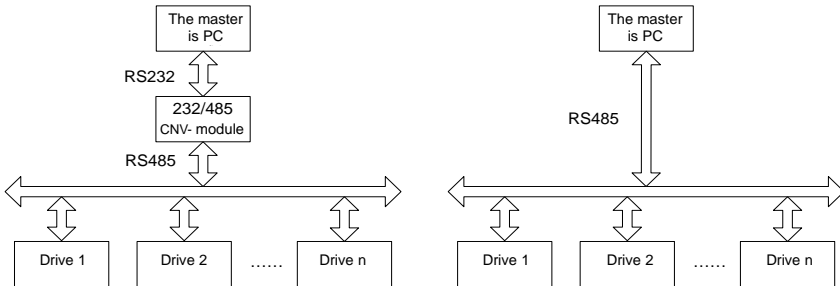 The master
is PC
RS232
232/485
CNV- module
RS485
Drive 1
Drive 2
......
Drive n
The master
is PC
RS485
Drive 1
Drive 2
......
Drive n